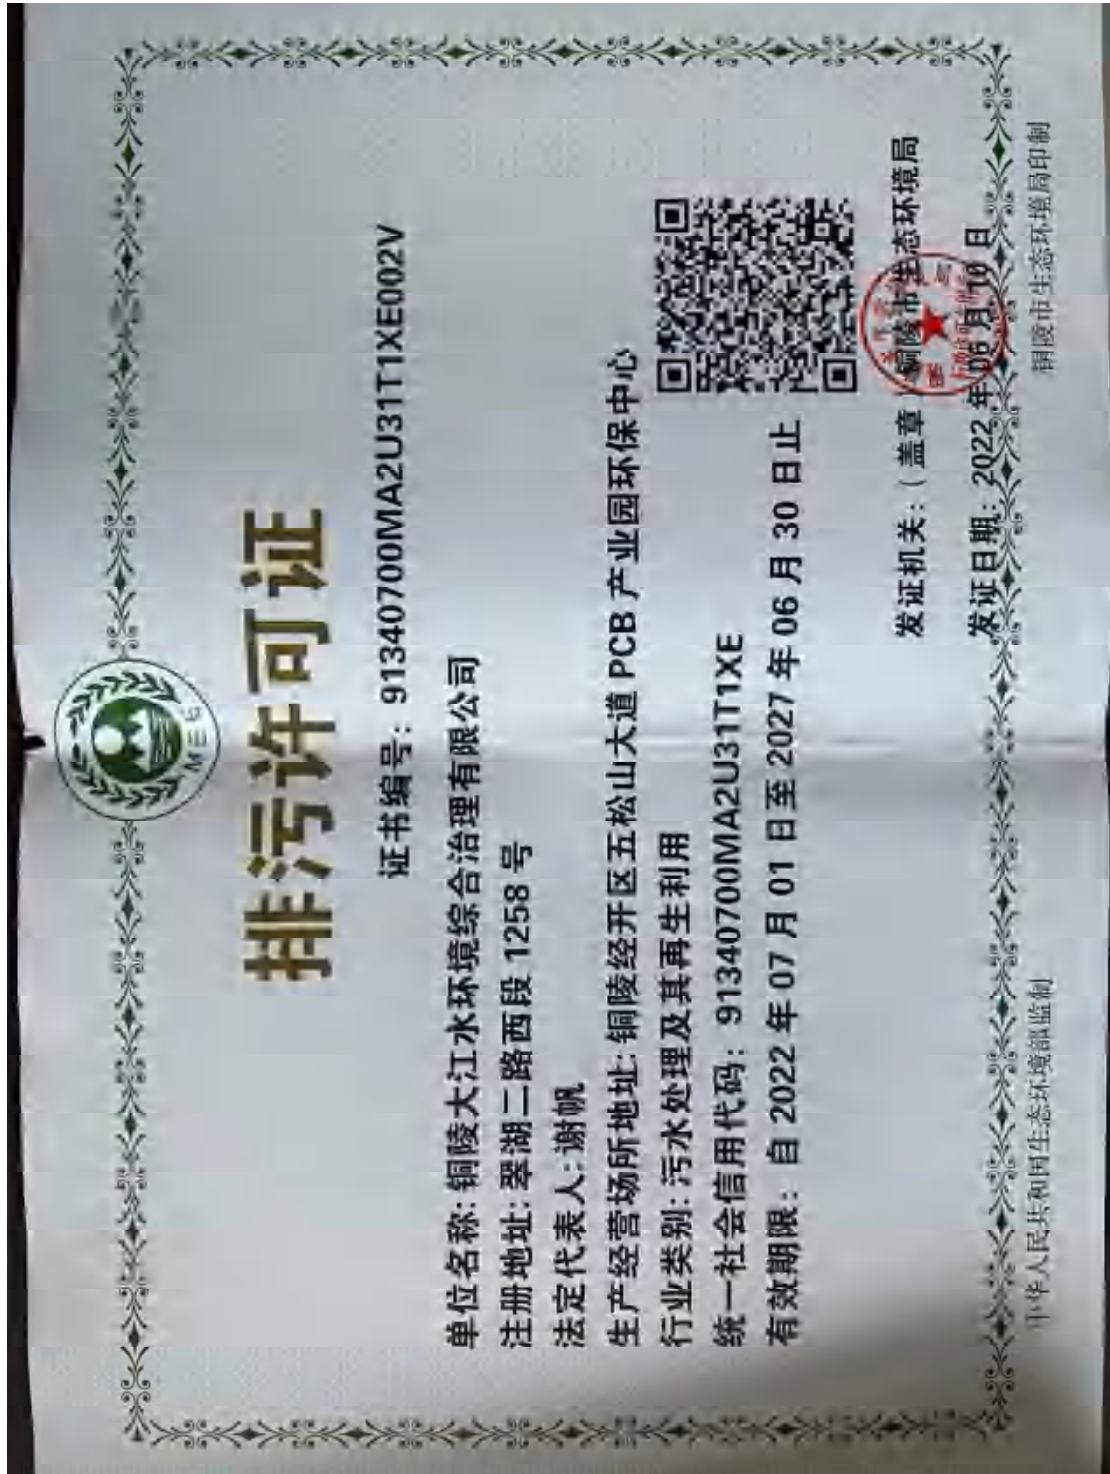 MEE
排污许可证
证书编号：91340700MA2U31T1XE002V
单位名称：铜陵大江水环境综合治理有限公司
注册地址：翠湖二路西段1258号
法定代表人：谢帆
生产经营场所地址：铜陵经开区五松山大道PCB产业园环保中心
行业类别：污水处理及其再生利用
统一社会信用代码：91340700MA2U31T1XE
有效期限：自2022年07月01日至2027年06月30日止
发证机关：（盖章）铜陵市生态环境局
发证日期：2022年06月10日
中华人民共和国生态环境部监制
铜陵市生态环境局印制